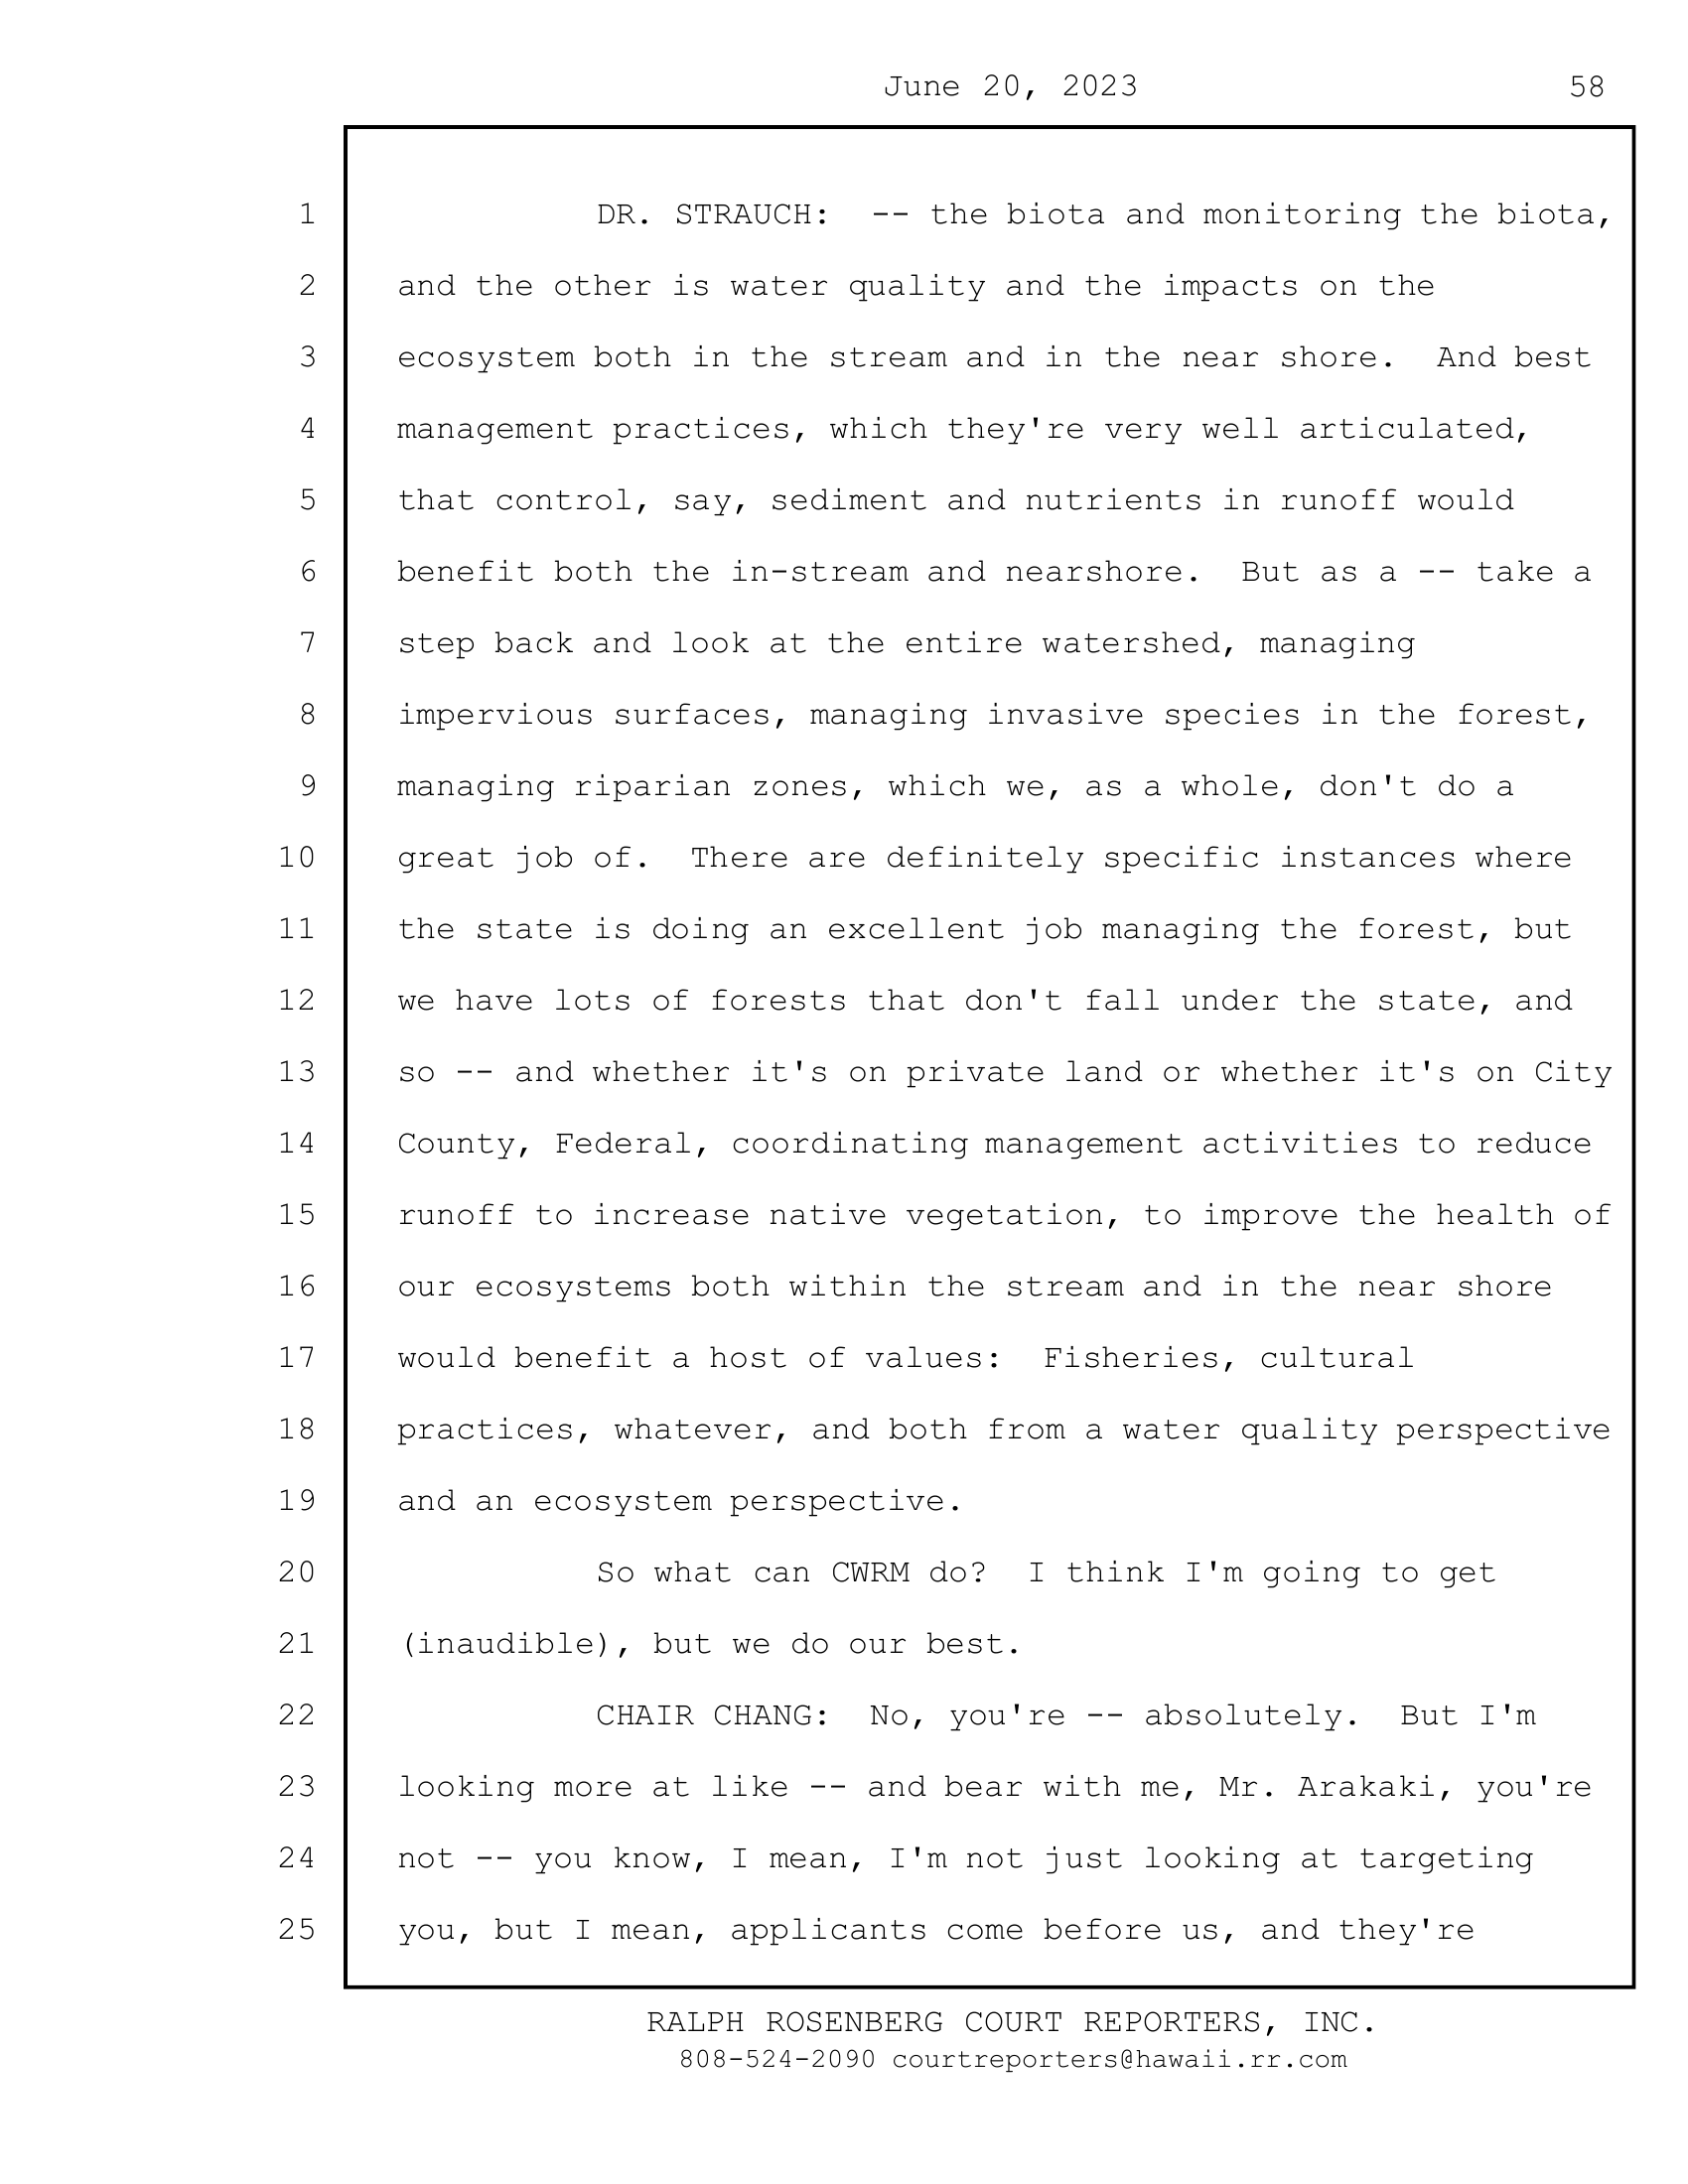 June 20, 2023 58
1 DR. STRAUCH:  -- the biota and monitoring the biota,
2 and the other is water quality and the impacts on the
3 ecosystem both in the stream and in the near shore.  And best
4 management practices, which they're very well articulated,
5 that control, say, sediment and nutrients in runoff would
6 benefit both the in-stream and nearshore.  But as a -- take a
7 step back and look at the entire watershed, managing
8 impervious surfaces, managing invasive species in the forest,
9 managing riparian zones, which we, as a whole, don't do a
10 great job of.  There are definitely specific instances where
11 the state is doing an excellent job managing the forest, but
12 we have lots of forests that don't fall under the state, and
13 so -- and whether it's on private land or whether it's on City
14 County, Federal, coordinating management activities to reduce
15 runoff to increase native vegetation, to improve the health of
16 our ecosystems both within the stream and in the near shore
17 would benefit a host of values:  Fisheries, cultural
18 practices, whatever, and both from a water quality perspective
19 and an ecosystem perspective.
20 So what can CWRM do?  I think I'm going to get
21 (inaudible), but we do our best.
22 CHAIR CHANG:  No, you're -- absolutely.  But I'm
23 looking more at like -- and bear with me, Mr. Arakaki, you're
24 not -- you know, I mean, I'm not just looking at targeting
25 you, but I mean, applicants come before us, and they're
RALPH ROSENBERG COURT REPORTERS, INC.
808-524-2090 courtreporters@hawaii.rr.com